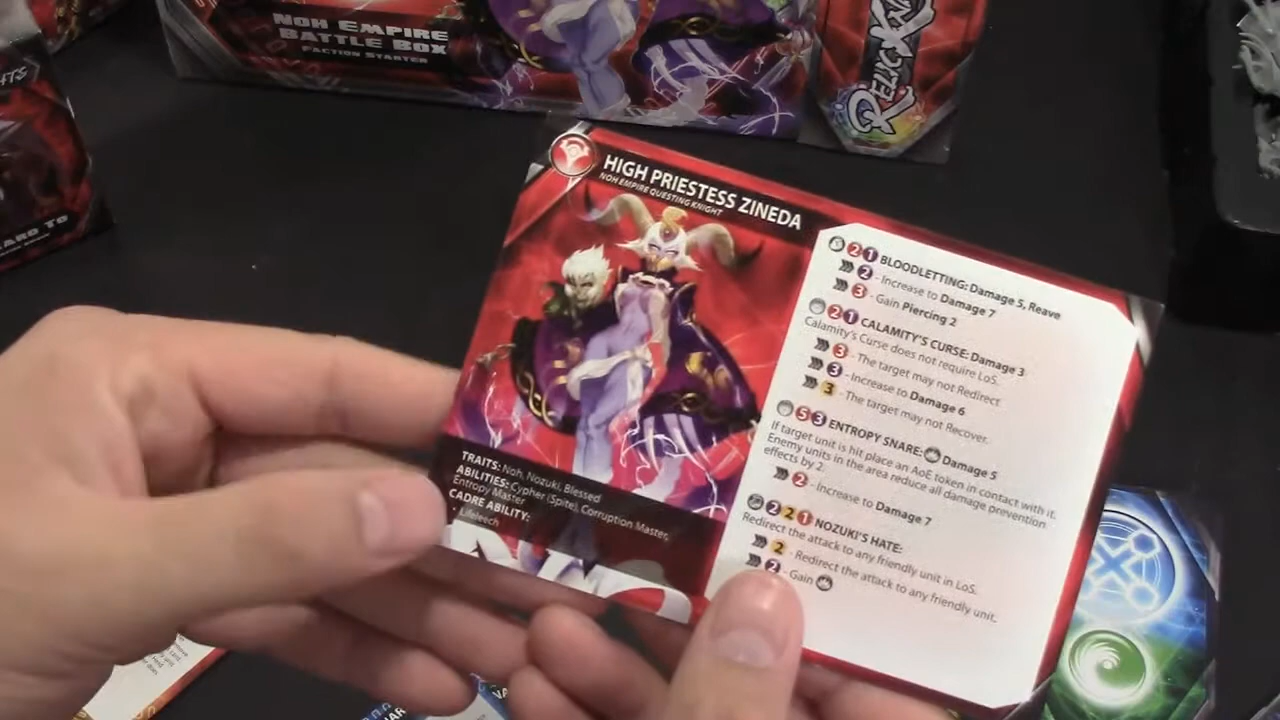 NOH EMPIRE
BATTLE BOX
FACTION STARTER
RELIC KN
HTS
ARD TO
HIGH PRIESTESS ZINEDA
NOH EMPIRE QUESTING KNIGHT
TRAITS: Noh, Nozuki, Blessed
ABILITIES: Cypher (Spite), Corruption Master,
Entropy Master
CADRE ABILITY:
· Lifeleech
2 1 BLOODLETTING: Damage 5, Reave
2 - Increase to Damage 7
3 - Gain Piercing 2
2 1 CALAMITY'S CURSE: Damage 3
Calamity's Curse does not require LoS.
3 - The target may not Redirect
3 - Increase to Damage 6
3 - The target may not Recover.
5 3 ENTROPY SNARE: Damage 5
If target unit is hit place an AoE token in contact with it.
Enemy units in the area reduce all damage prevention
effects by 2.
2 - Increase to Damage 7
2 2 1 NOZUKI'S HATE:
Redirect the attack to any friendly unit in LoS.
2 - Redirect the attack to any friendly unit.
2 - Gain